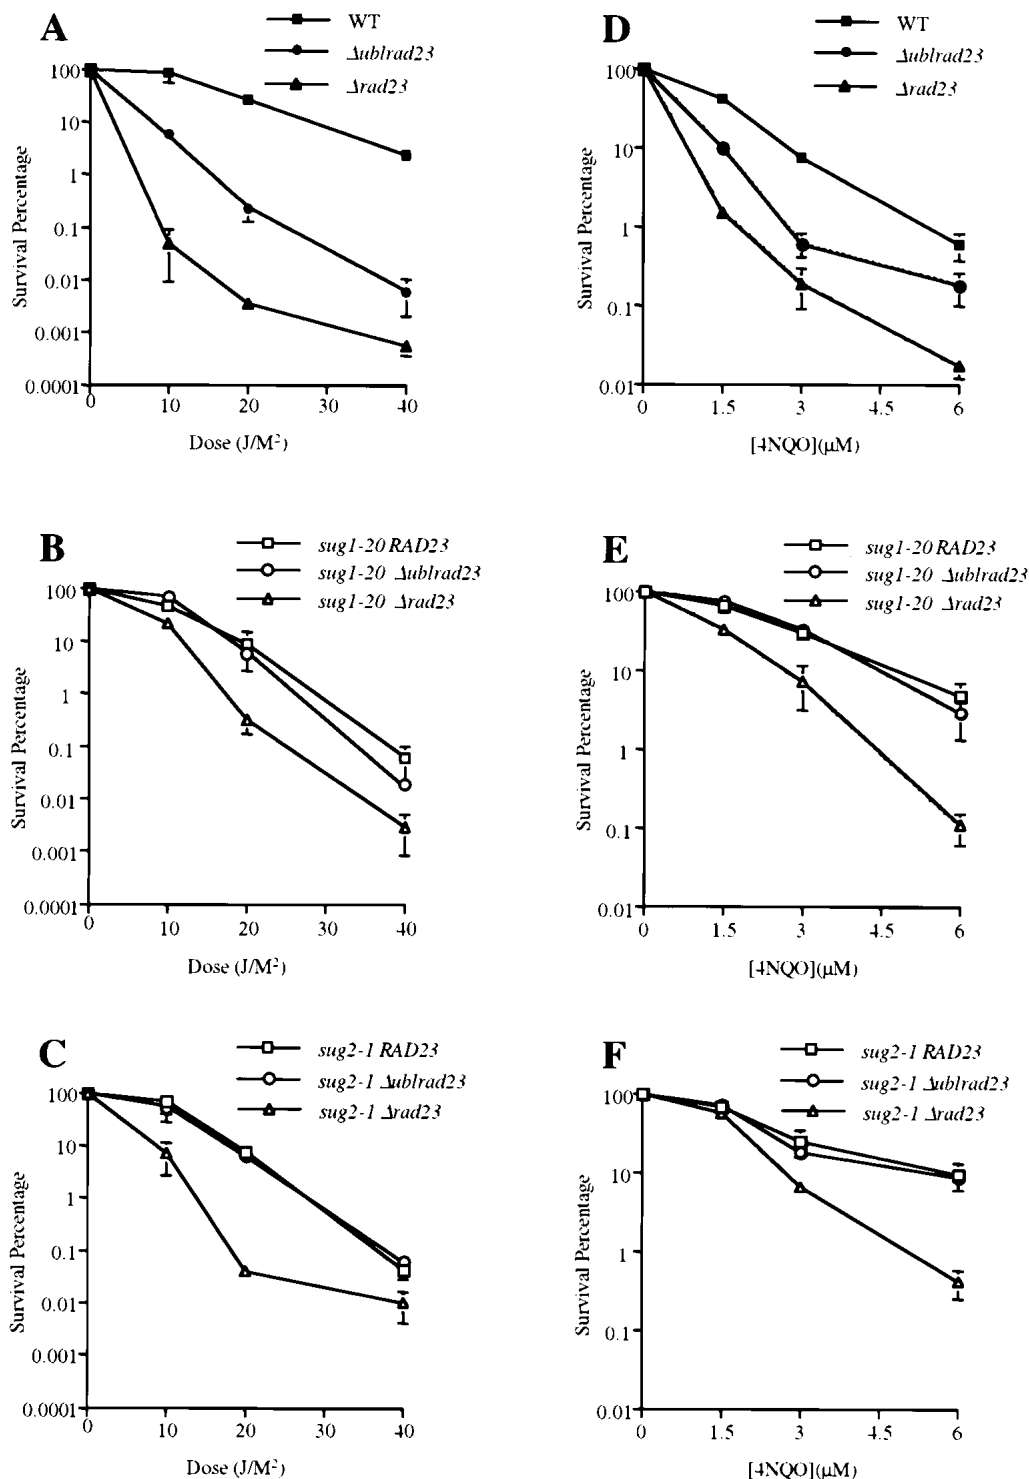 A
WT
Δublrad23
Δrad23
100
10
1
0.1
0.01
0.001
0.0001
Survival Percentage
0
10
20
30
40
Dose (J/M²)
D
WT
Δublrad23
Δrad23
100
10
1
0.1
0.01
Survival Percentage
0
1.5
3
4.5
6
[4NQO](μM)
B
sug1-20 RAD23
sug1-20 Δublrad23
sug1-20 Δrad23
100
10
1
0.1
0.01
0.001
0.0001
Survival Percentage
0
10
20
30
40
Dose (J/M²)
E
sug1-20 RAD23
sug1-20 Δublrad23
sug1-20 Δrad23
100
10
1
0.1
0.01
Survival Percentage
0
1.5
3
4.5
6
[4NQO](μM)
C
sug2-1 RAD23
sug2-1 Δublrad23
sug2-1 Δrad23
100
10
1
0.1
0.01
0.001
0.0001
Survival Percentage
0
10
20
30
40
Dose (J/M²)
F
sug2-1 RAD23
sug2-1 Δublrad23
sug2-1 Δrad23
100
10
1
0.1
0.01
Survival Percentage
0
1.5
3
4.5
6
[4NQO](μM)